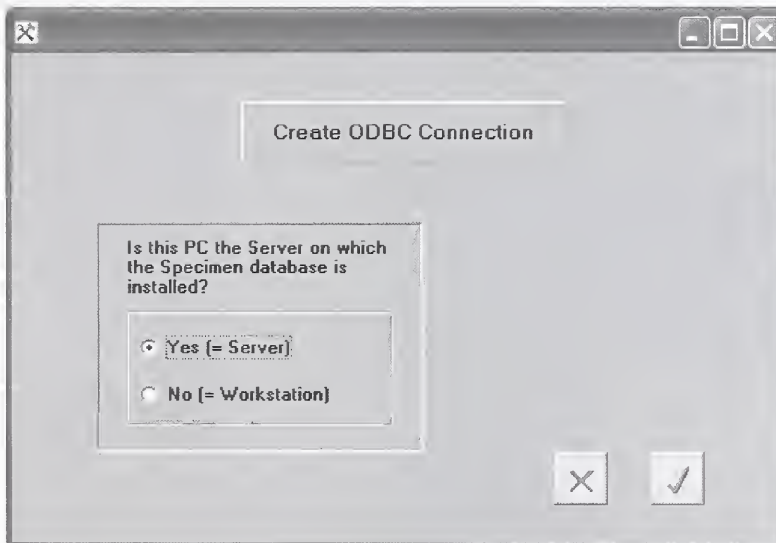 Create ODBC Connection
Is this PC the Server on which
the Specimen database is
installed?
Yes (= Server)
No (= Workstation)